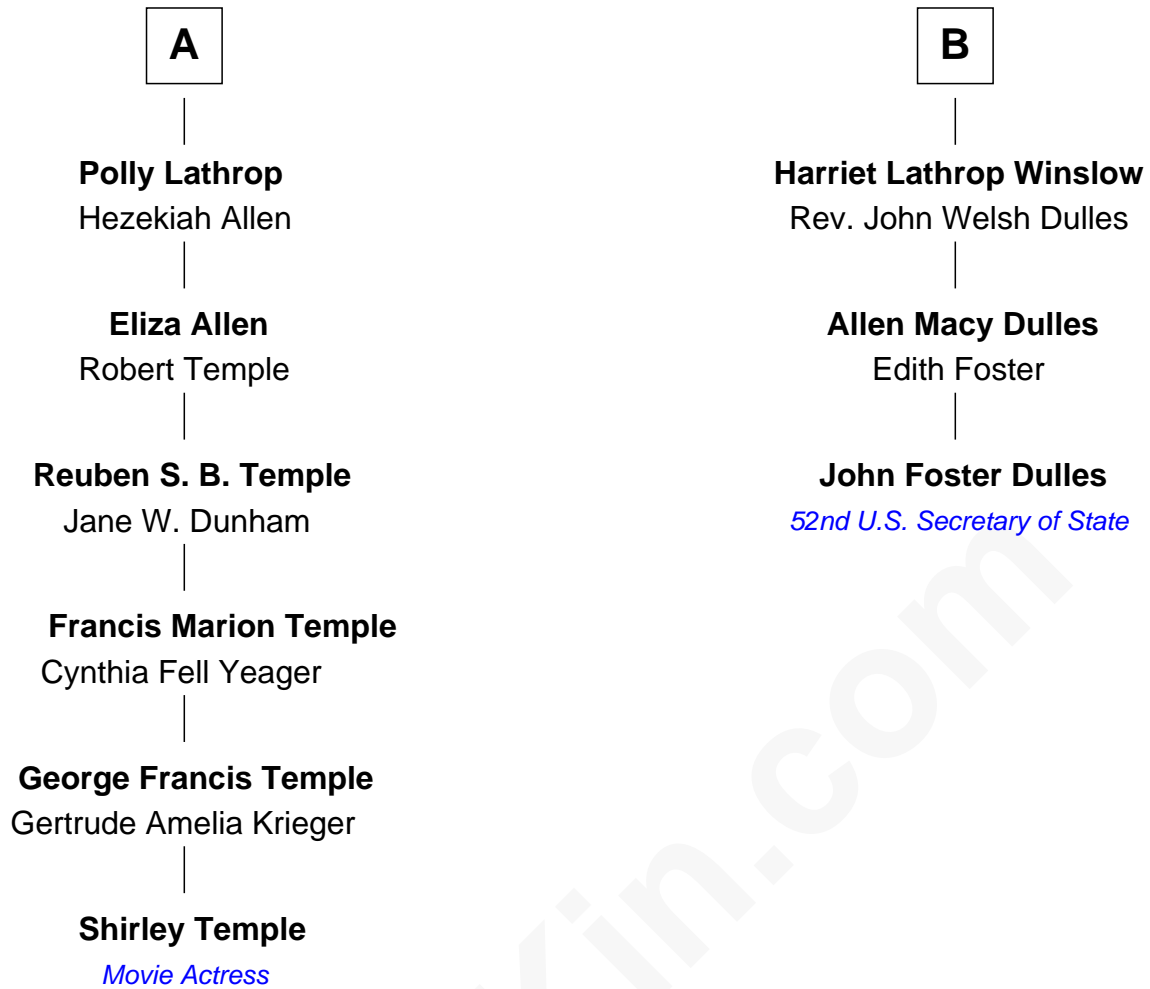 A
Polly Lathrop
Hezekiah Allen
Eliza Allen
Robert Temple
Reuben S. B. Temple
Jane W. Dunham
Francis Marion Temple
Cynthia Fell Yeager
George Francis Temple
Gertrude Amelia Krieger
Shirley Temple
Movie Actress
B
Harriet Lathrop Winslow
Rev. John Welsh Dulles
Allen Macy Dulles
Edith Foster
John Foster Dulles
52nd U.S. Secretary of State
Kin.com